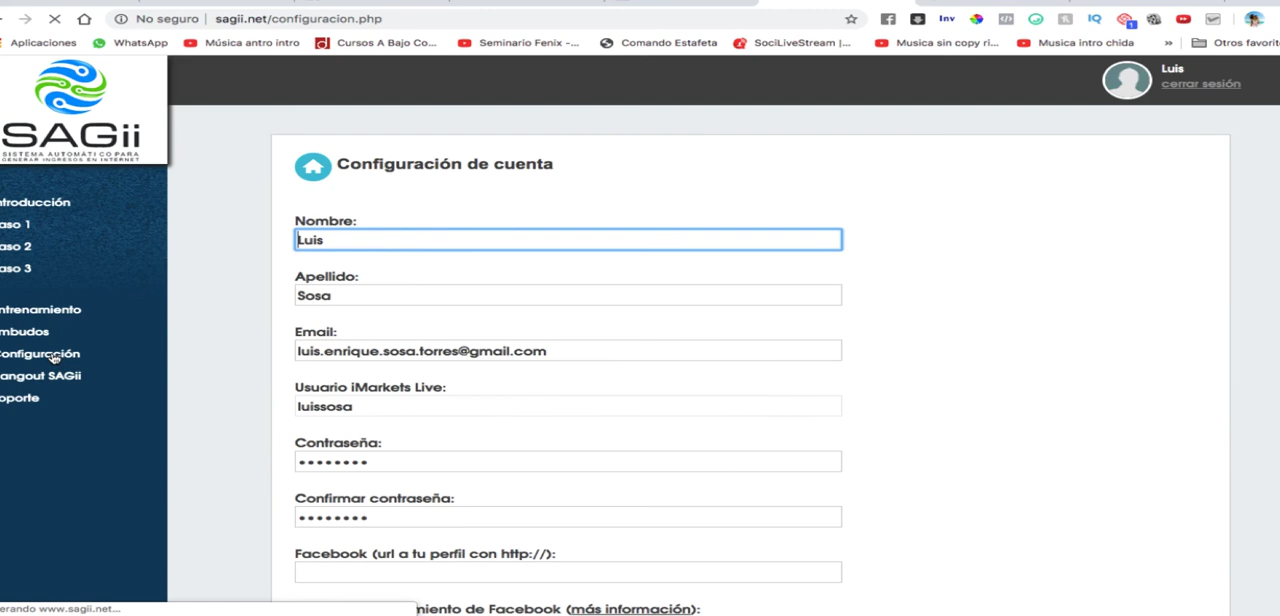 No seguro sagii.net/configuracion.php
Inv IQ 1
Aplicaciones WhatsApp Música antro intro Cursos A Bajo Co... Seminario Fenix -... Comando Estafeta SociLiveStream |... Musica sin copy ri... Musica intro chida » Otros favorit
Luis
cerrar sesión
SAGii
SISTEMA AUTOMÁTICO PARA
GENERAR INGRESOS EN INTERNET
ntroducción
aso 1
aso 2
aso 3
ntrenamiento
mbudos
onfiguración
angout SAGii
oporte
Configuración de cuenta
Nombre:
Luis
Apellido:
Sosa
Email:
luis.enrique.sosa.torres@gmail.com
Usuario iMarkets Live:
luissosa
Contraseña:
••••••••
Confirmar contraseña:
••••••••
Facebook (url a tu perfil con http://):
miento de Facebook (más información):
erando www.sagii.net...